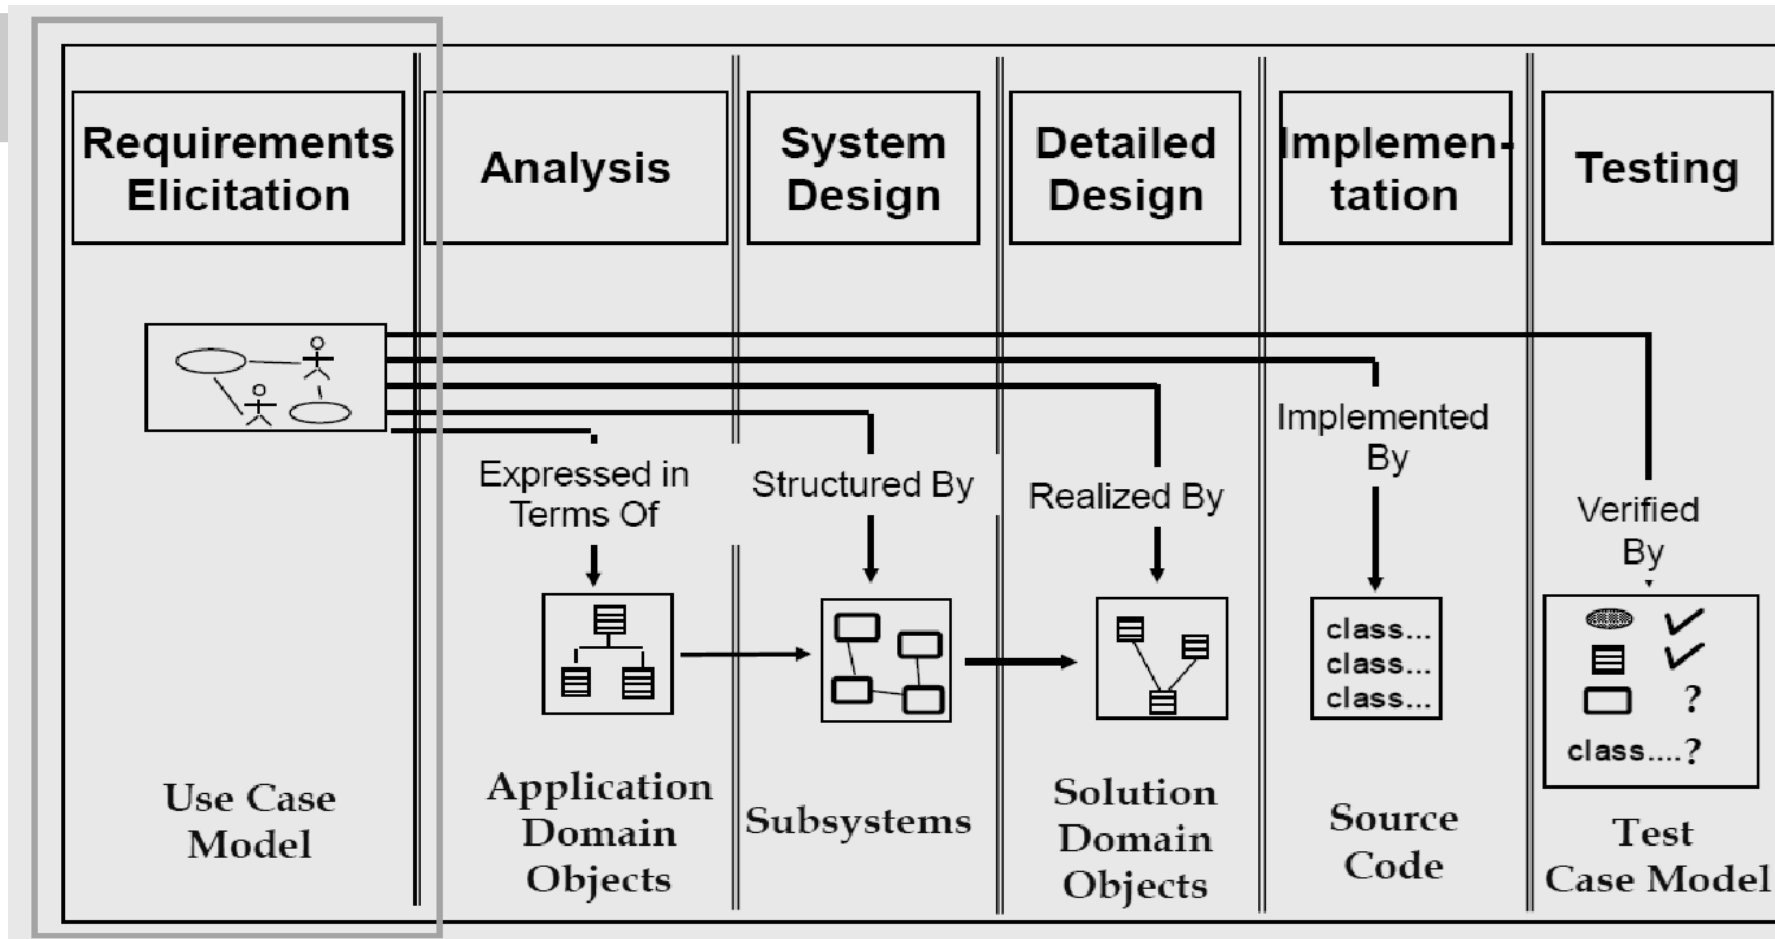 Requirements
Elicitation
Analysis
System
Design
Detailed
Design
Implemen-
tation
Testing
Expressed in
Terms Of
Structured By
Realized By
Implemented
By
Verified
By
class...
class...
class...
?
class....?
Use Case
Model
Application
Domain
Objects
Subsystems
Solution
Domain
Objects
Source
Code
Test
Case Model